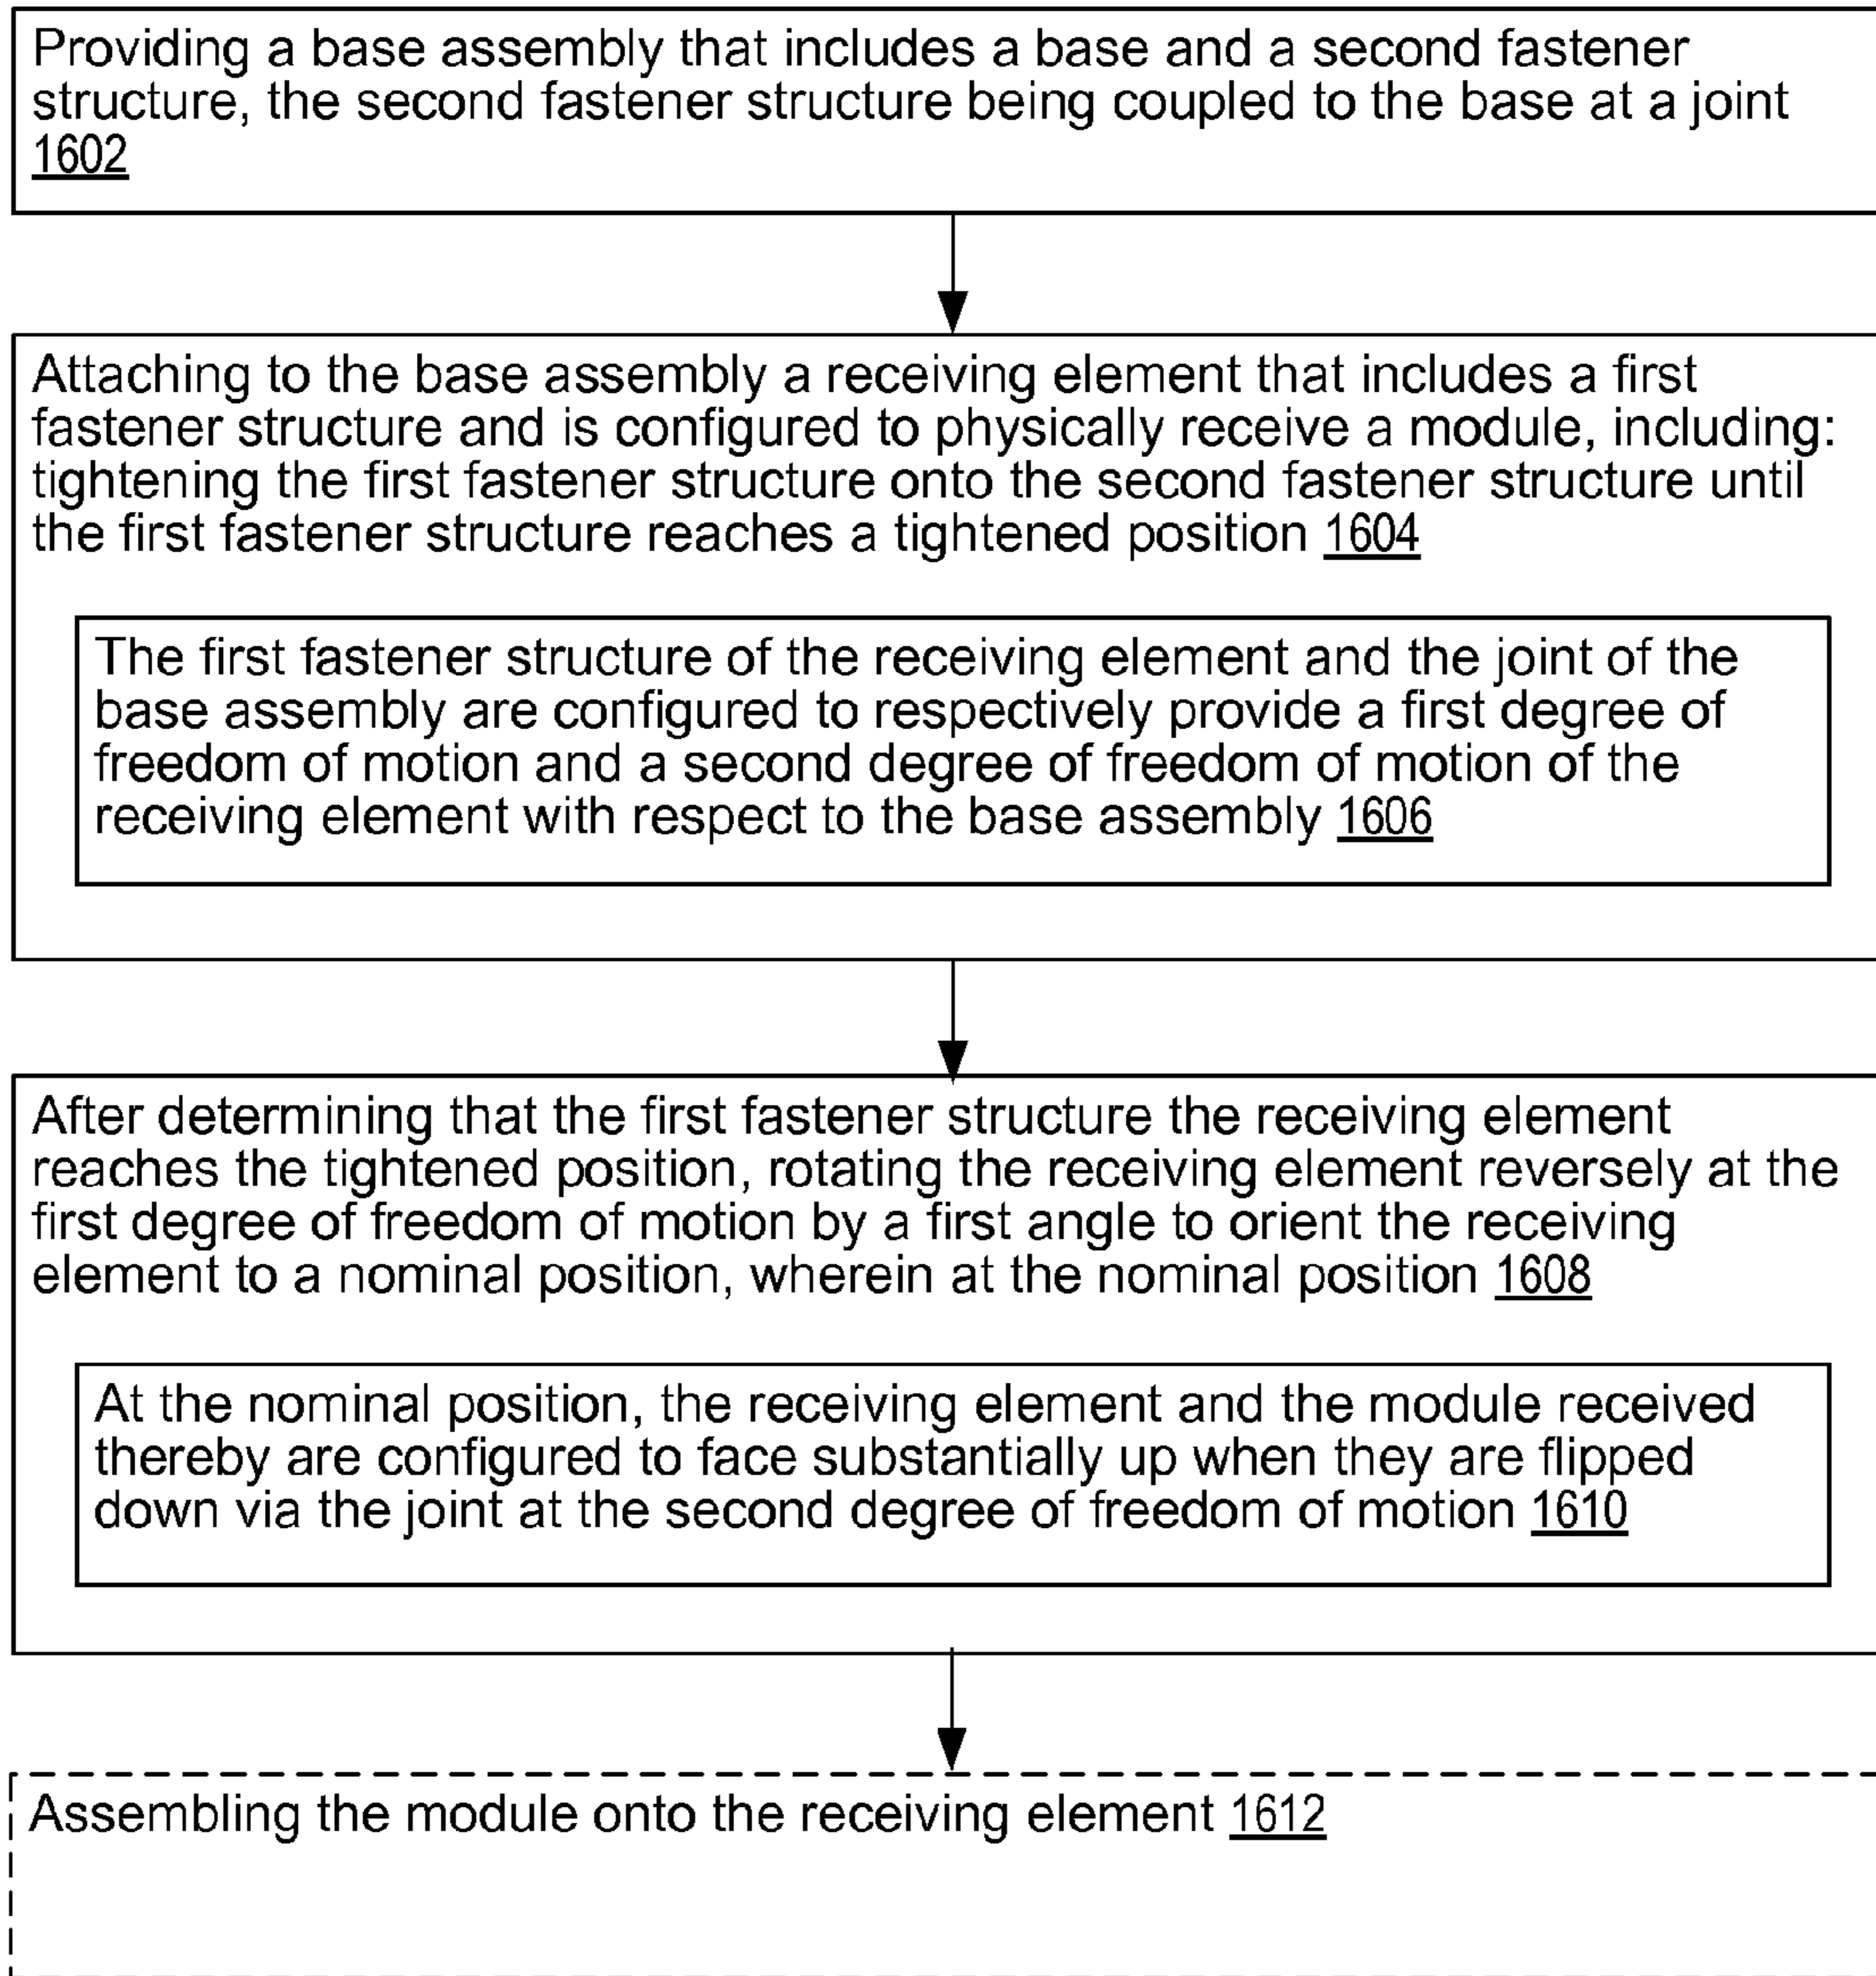 Providing a base assembly that includes a base and a second fastener
structure, the second fastener structure being coupled to the base at a joint
1602
Attaching to the base assembly a receiving element that includes a first
fastener structure and is configured to physically receive a module, including:
tightening the first fastener structure onto the second fastener structure until
the first fastener structure reaches a tightened position 1604
The first fastener structure of the receiving element and the joint of the
base assembly are configured to respectively provide a first degree of
freedom of motion and a second degree of freedom of motion of the
receiving element with respect to the base assembly 1606
After determining that the first fastener structure the receiving element
reaches the tightened position, rotating the receiving element reversely at the
first degree of freedom of motion by a first angle to orient the receiving
element to a nominal position, wherein at the nominal position 1608
At the nominal position, the receiving element and the module received
thereby are configured to face substantially up when they are flipped
down via the joint at the second degree of freedom of motion 1610
Assembling the module onto the receiving element 1612